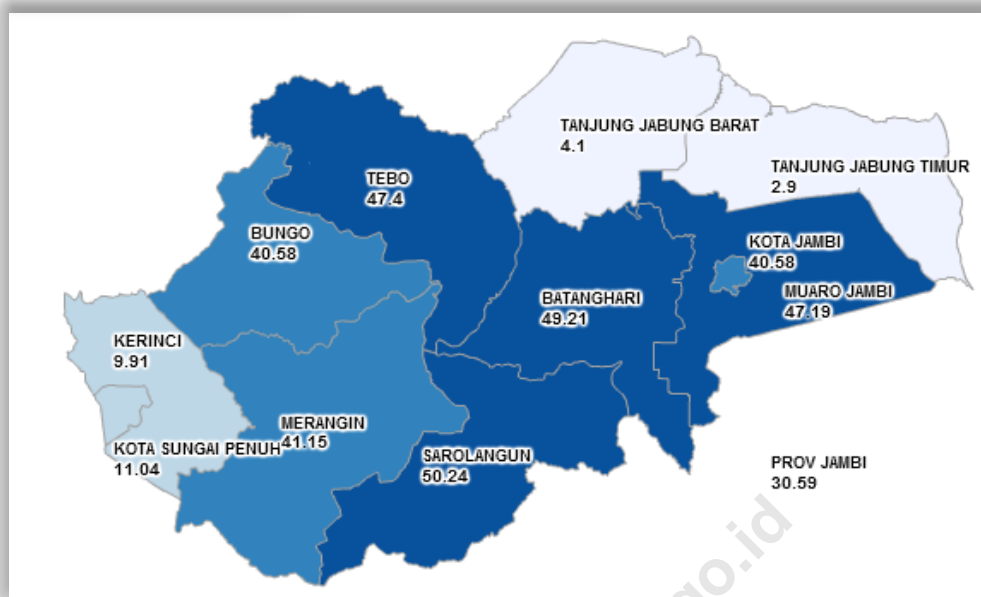 TANJUNG JABUNG BARAT
4.1
TANJUNG JABUNG TIMUR
2.9
TEBO
47.4
BUNGO
40.58
KOTA JAMBI
40.58
MUARO JAMBI
47.19
BATANGHARI
49.21
KERINCI
9.91
MERANGIN
41.15
KOTA SUNGAI PENUH
11.04
SAROLANGUN
50.24
PROV JAMBI
30.59
go.id